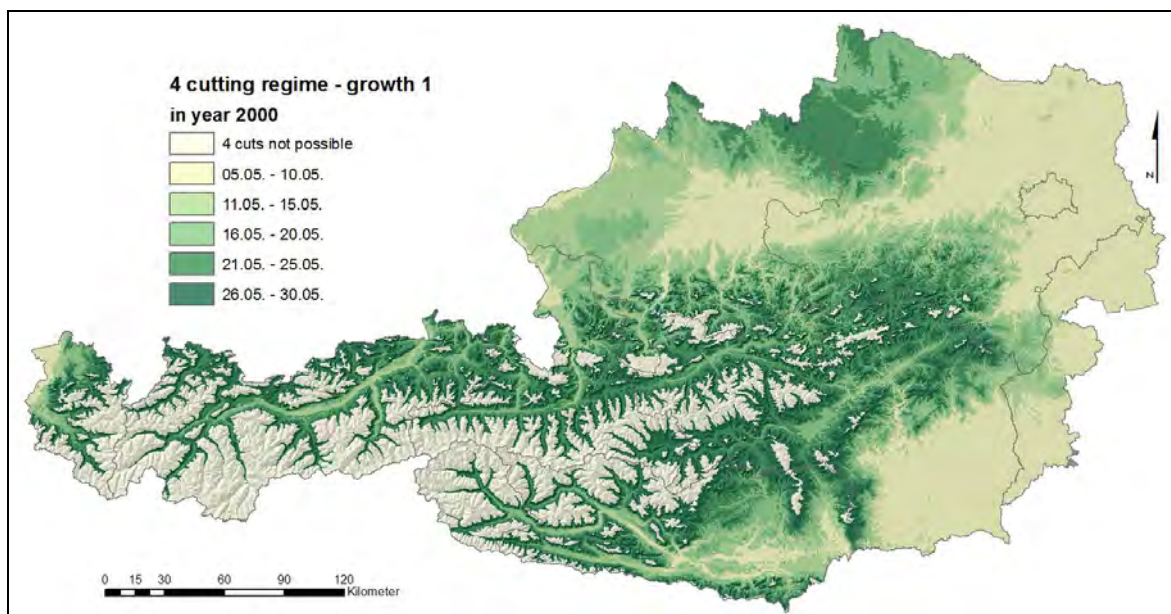 4 cutting regime - growth 1
in year 2000
4 cuts not possible
05.05. - 10.05.
11.05. - 15.05.
16.05. - 20.05.
21.05. - 25.05.
26.05. - 30.05.
N
0 15 30 60 90 120
Kilometer